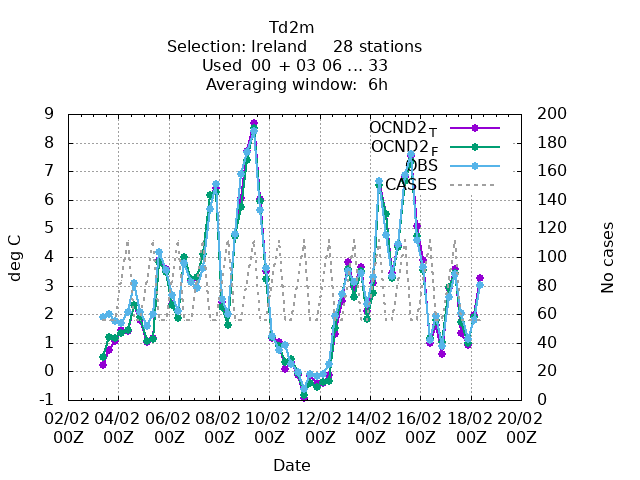 Td2m
Selection: Ireland 28 stations
Used 00 + 03 06 ... 33
Averaging window: 6h
9 200
8 180
7 160
6 140
5 120
4 100
3 80
2 60
1 40
0 20
-1 0
OCND2 T
OCND2 F
OBS
CASES
deg C
No cases
02/02 04/02 06/02 08/02 10/02 12/02 14/02 16/02 18/02 20/02
00Z 00Z 00Z 00Z 00Z 00Z 00Z 00Z 00Z 00Z
Date